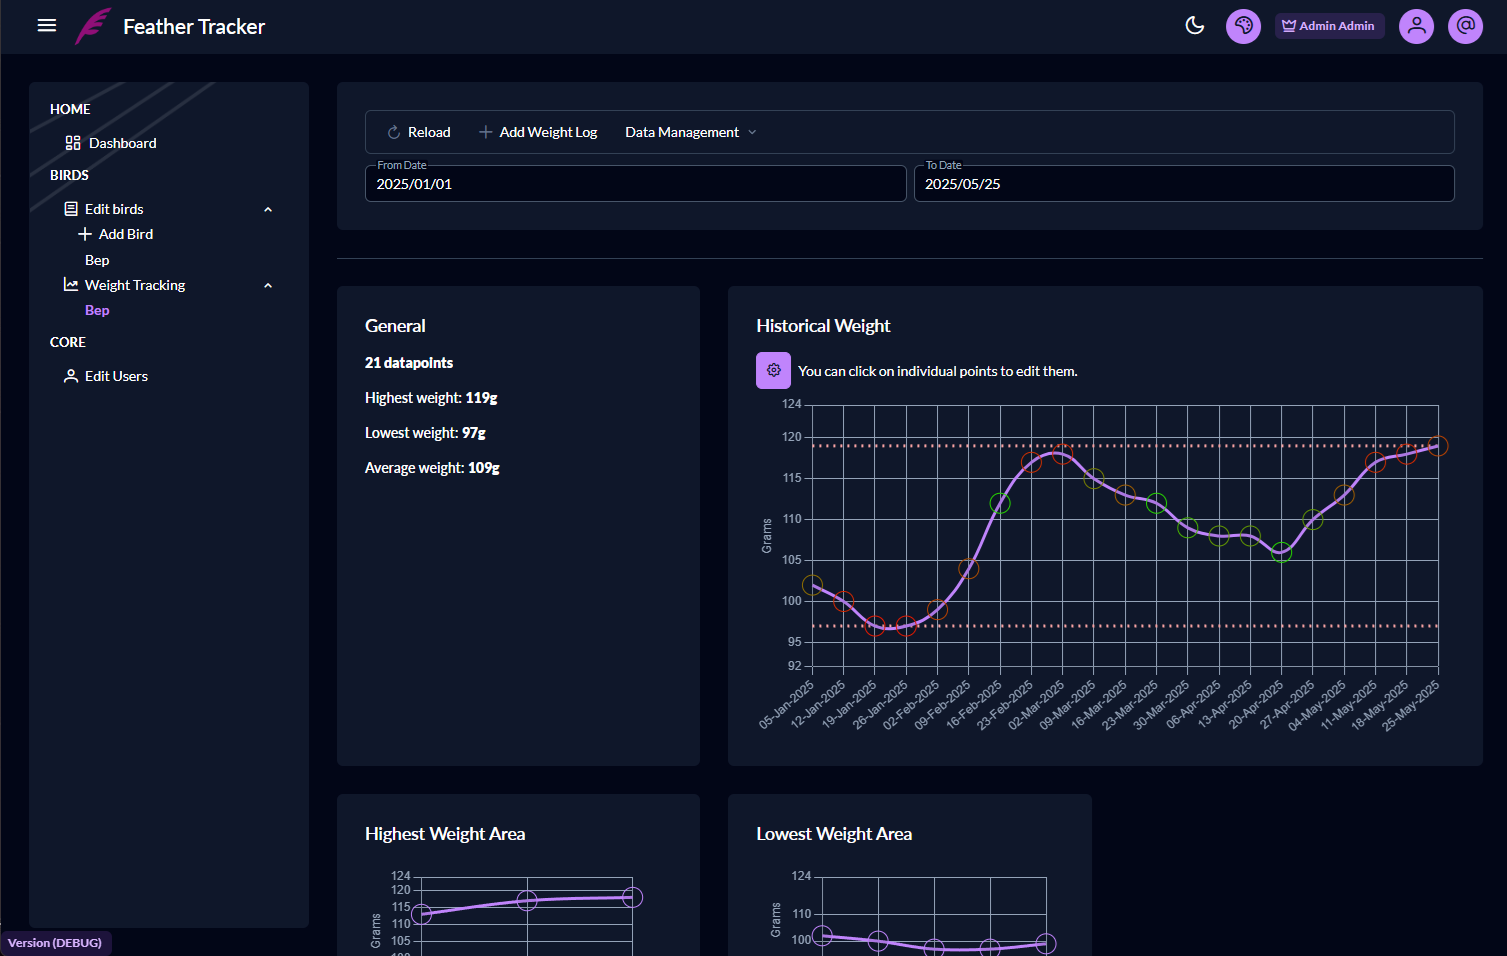 Feather Tracker
Admin Admin
HOME
Dashboard
BIRDS
Edit birds
Add Bird
Bep
Weight Tracking
Bep
CORE
Edit Users
Version (DEBUG)
Reload
Add Weight Log
Data Management
From Date
2025/01/01
To Date
2025/05/25
General
21 datapoints
Highest weight: 119g
Lowest weight: 97g
Average weight: 109g
Historical Weight
You can click on individual points to edit them.
124
120
115
110
105
100
95
92
Grams
05-Jan-2025
12-Jan-2025
19-Jan-2025
26-Jan-2025
02-Feb-2025
09-Feb-2025
16-Feb-2025
23-Feb-2025
02-Mar-2025
09-Mar-2025
16-Mar-2025
23-Mar-2025
30-Mar-2025
06-Apr-2025
13-Apr-2025
20-Apr-2025
27-Apr-2025
04-May-2025
11-May-2025
18-May-2025
25-May-2025
Highest Weight Area
124
120
115
110
105
100
Grams
Lowest Weight Area
124
110
100
Grams